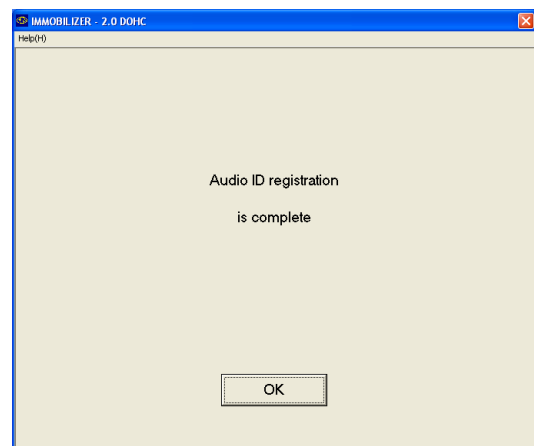 IMMOBILIZER - 2.0 DOHC
Help(H)
Audio ID registration
is complete
OK